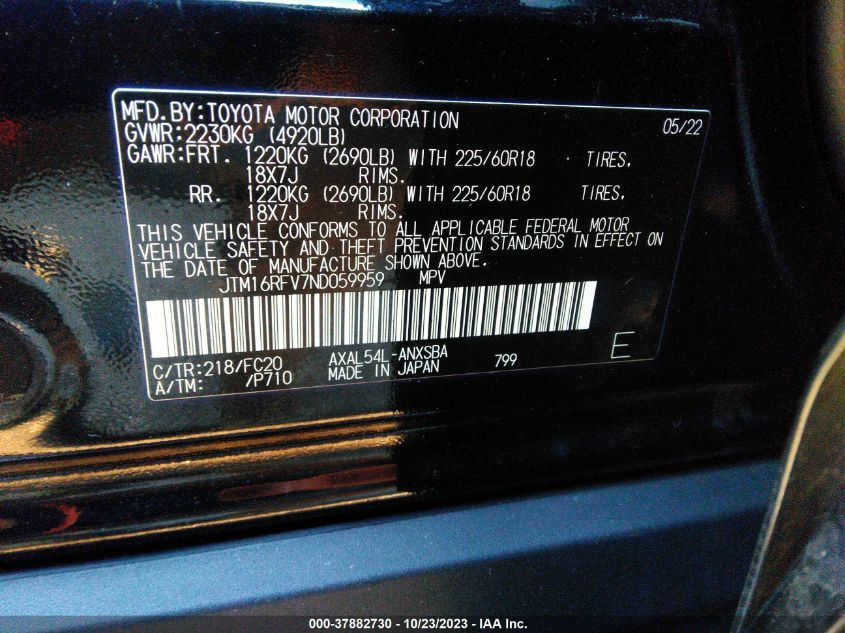 MFD.BY:TOYOTA MOTOR CORPORATION 05/22
GVWR:2230KG (4920LB)
GAWR:FRT. 1220KG (2690LB) WITH 225/60R18 TIRES,
18X7J RIMS.
RR. 1220KG (2690LB) WITH 225/60R18 TIRES,
18X7J RIMS.
THIS VEHICLE CONFORMS TO ALL APPLICABLE FEDERAL MOTOR
VEHICLE SAFETY AND THEFT PREVENTION STANDARDS IN EFFECT ON
THE DATE OF MANUFACTURE SHOWN ABOVE.
JTM16RFV7ND059959 MPV
C/TR:218/FC20 AXAL54L-ANXSBA 799 E
A/TM: /P710 MADE IN JAPAN
000-37882730 - 10/23/2023 - IAA Inc.